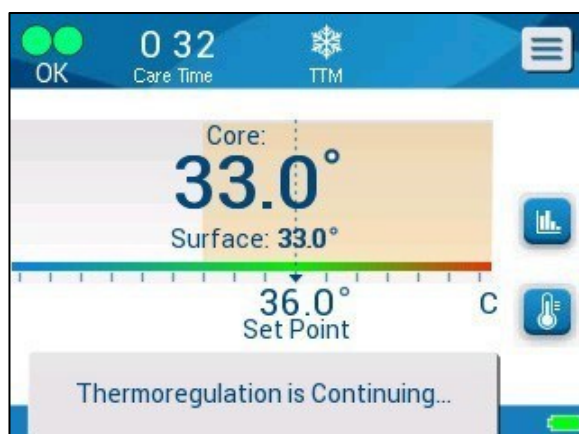 OK
0 32
Care Time
TTM
Core:
33.0°
Surface: 33.0°
36.0° C
Set Point
Thermoregulation is Continuing...